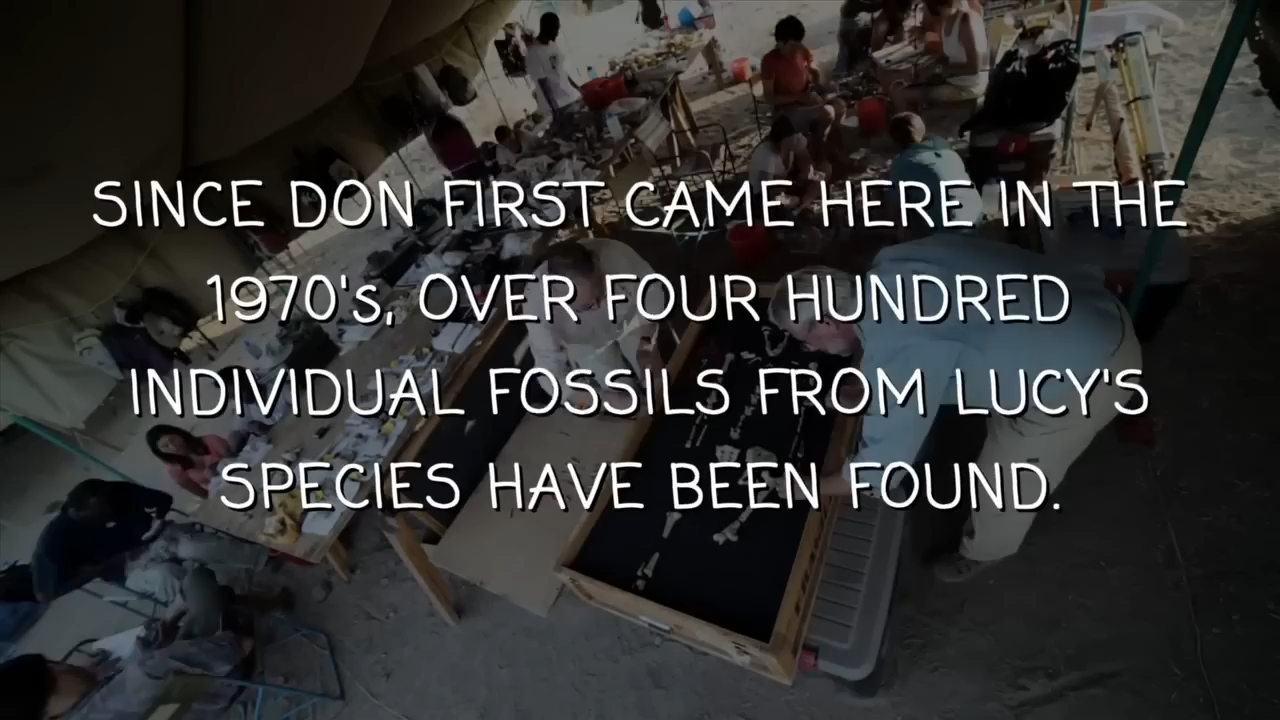 SINCE DON FIRST CAME HERE IN THE
1970's, OVER FOUR HUNDRED
INDIVIDUAL FOSSILS FROM LUCY'S
SPECIES HAVE BEEN FOUND.